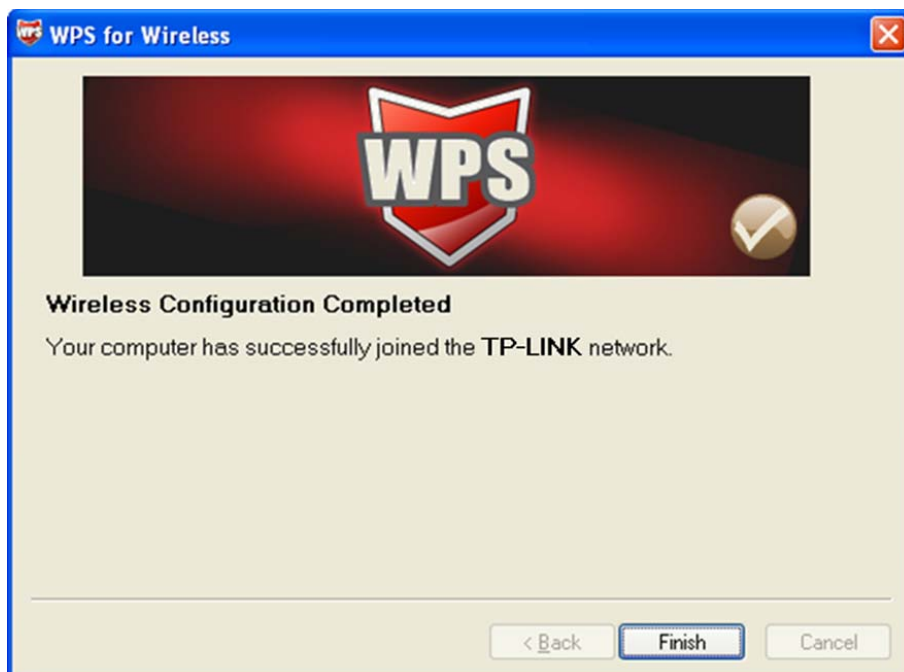 WPS for Wireless
WPS
Wireless Configuration Completed
Your computer has successfully joined the TP-LINK network.
< Back
Finish
Cancel